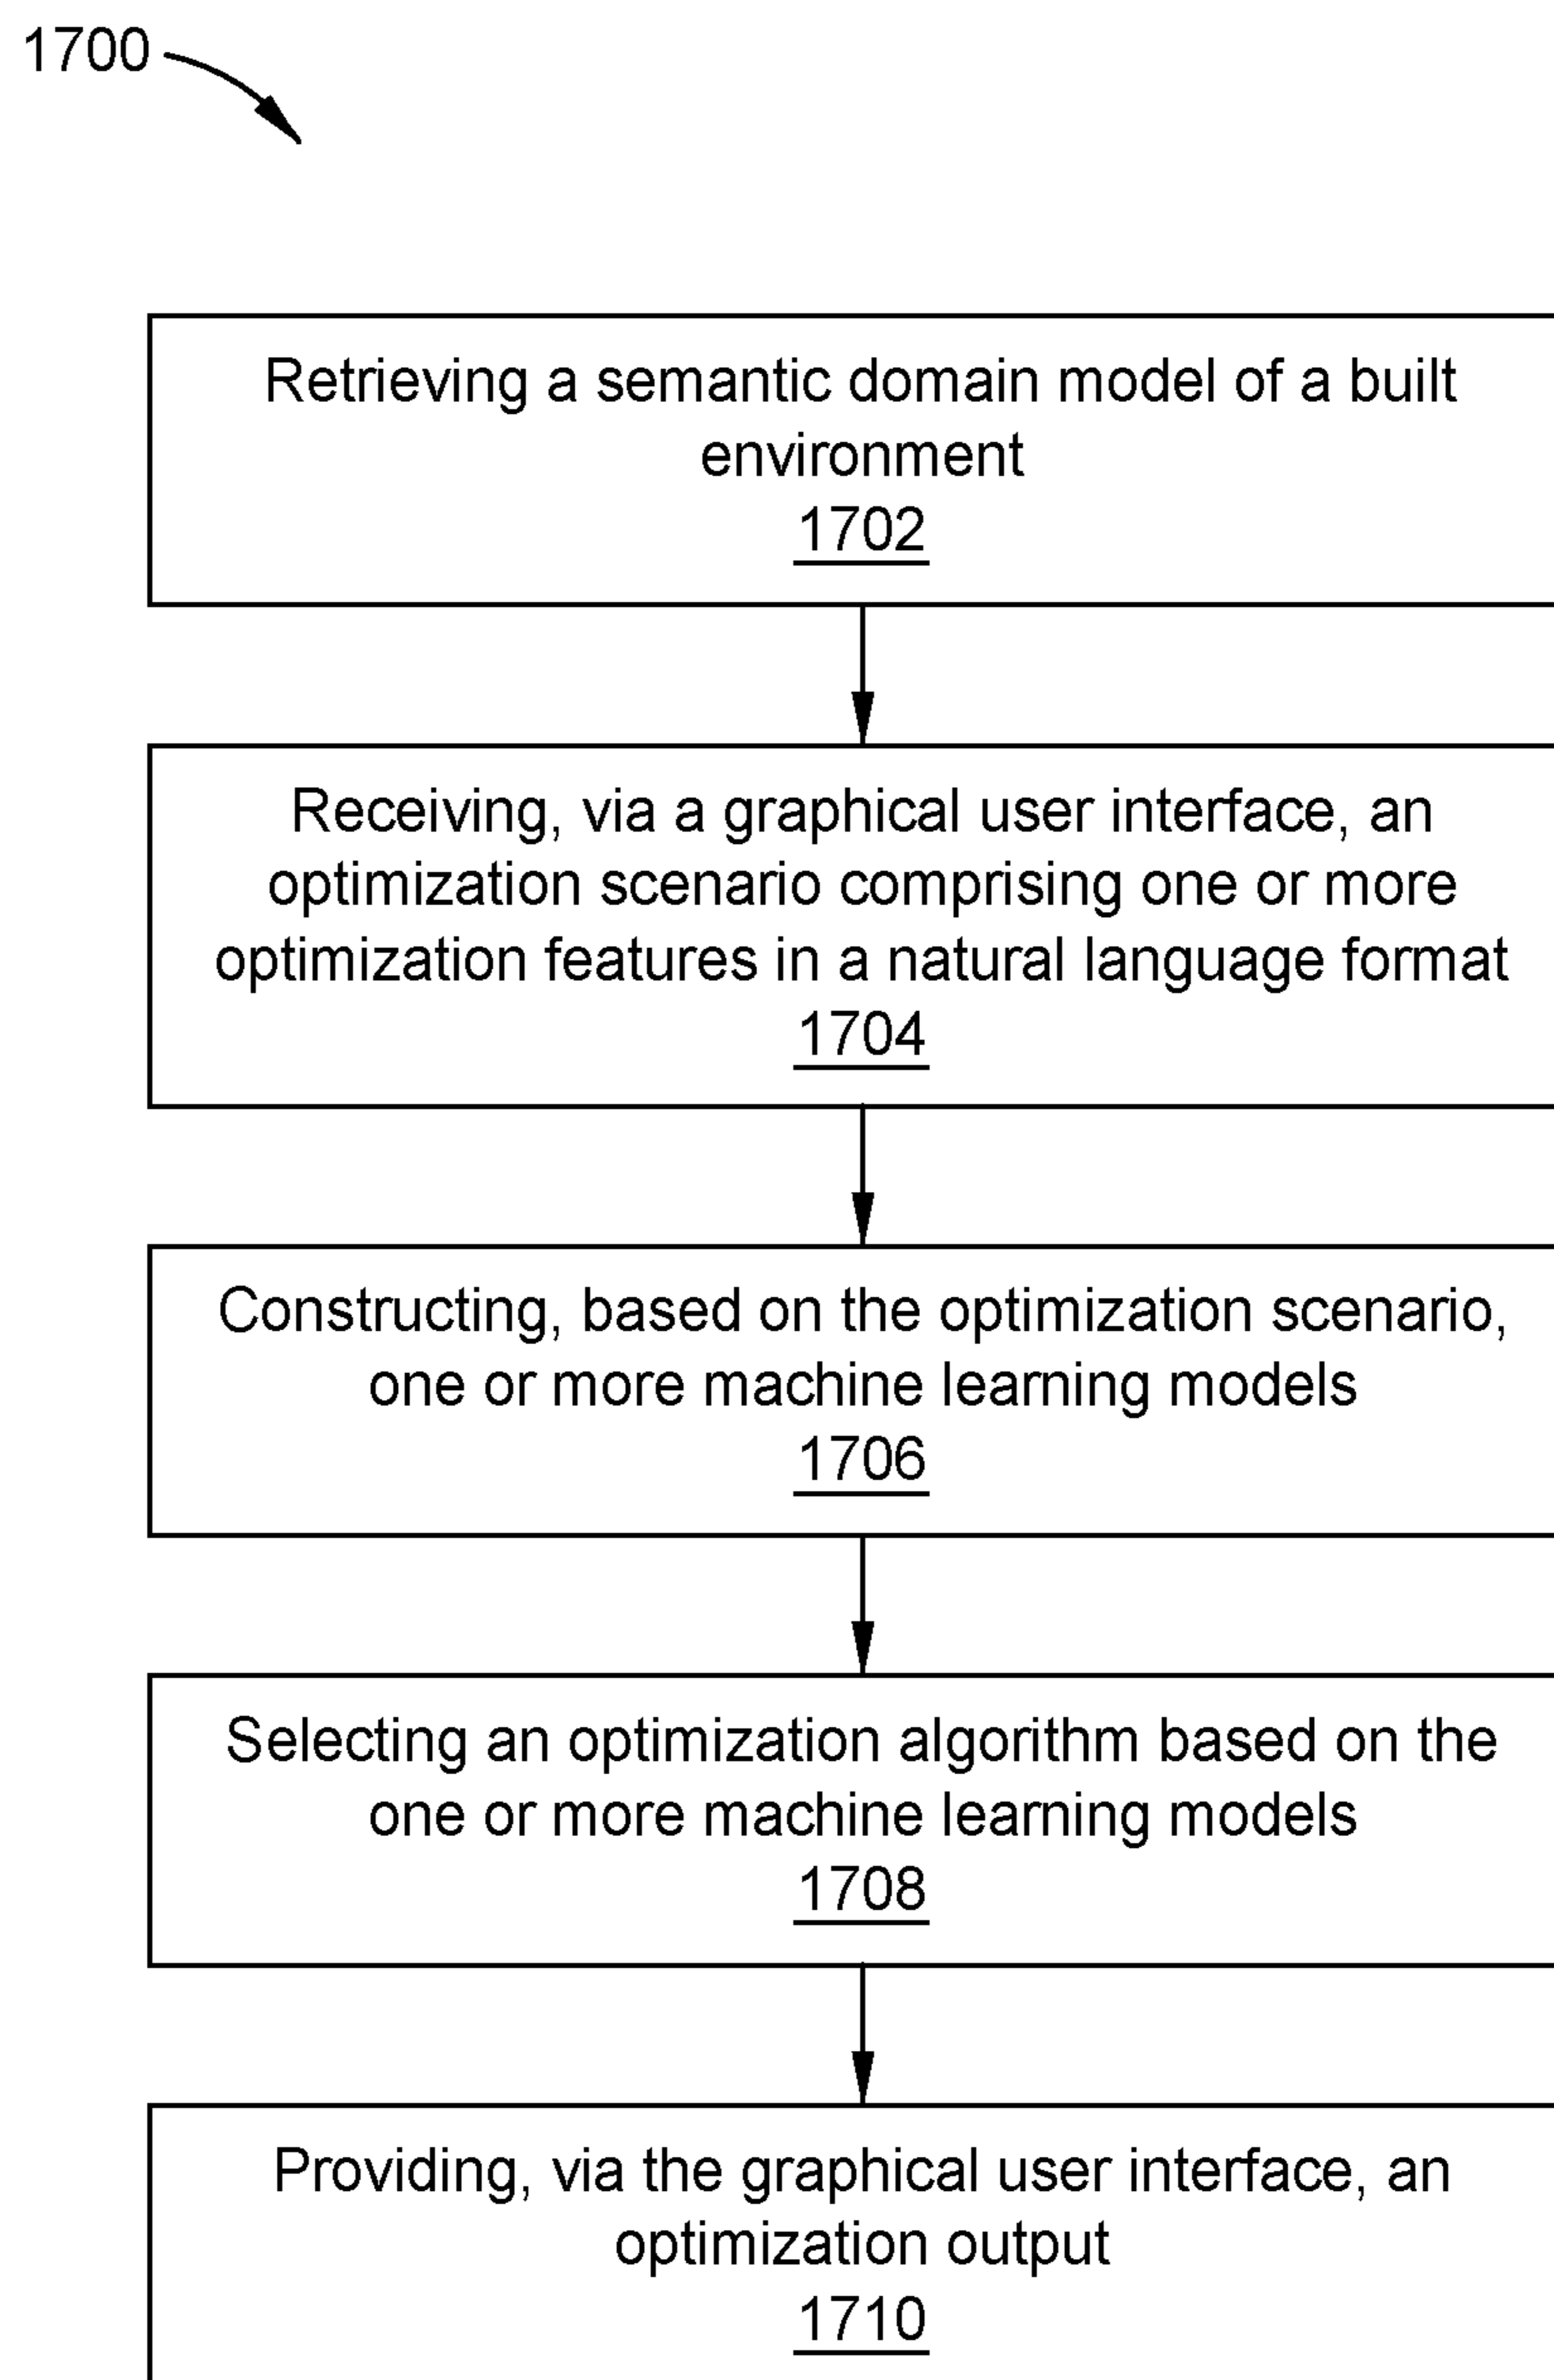 1700
Retrieving a semantic domain model of a built
environment
1702
Receiving, via a graphical user interface, an
optimization scenario comprising one or more
optimization features in a natural language format
1704
Constructing, based on the optimization scenario,
one or more machine learning models
1706
Selecting an optimization algorithm based on the
one or more machine learning models
1708
Providing, via the graphical user interface, an
optimization output
1710